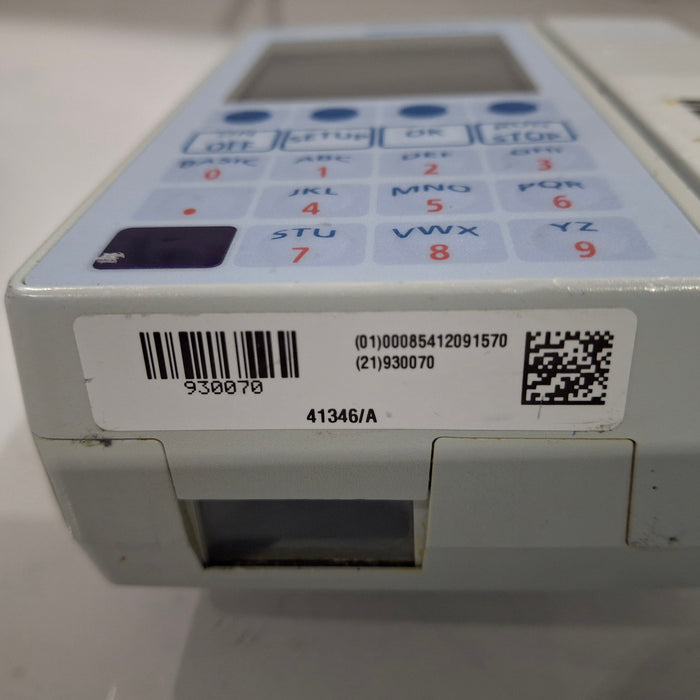 OFF SETUP OK STOP
BASIC ABC DEF GHI
0 1 2 3
JKL MNO PQR
. 4 5 6
STU VWX YZ
7 8 9
(01)00085412091570
(21)930070
930070
41346/A